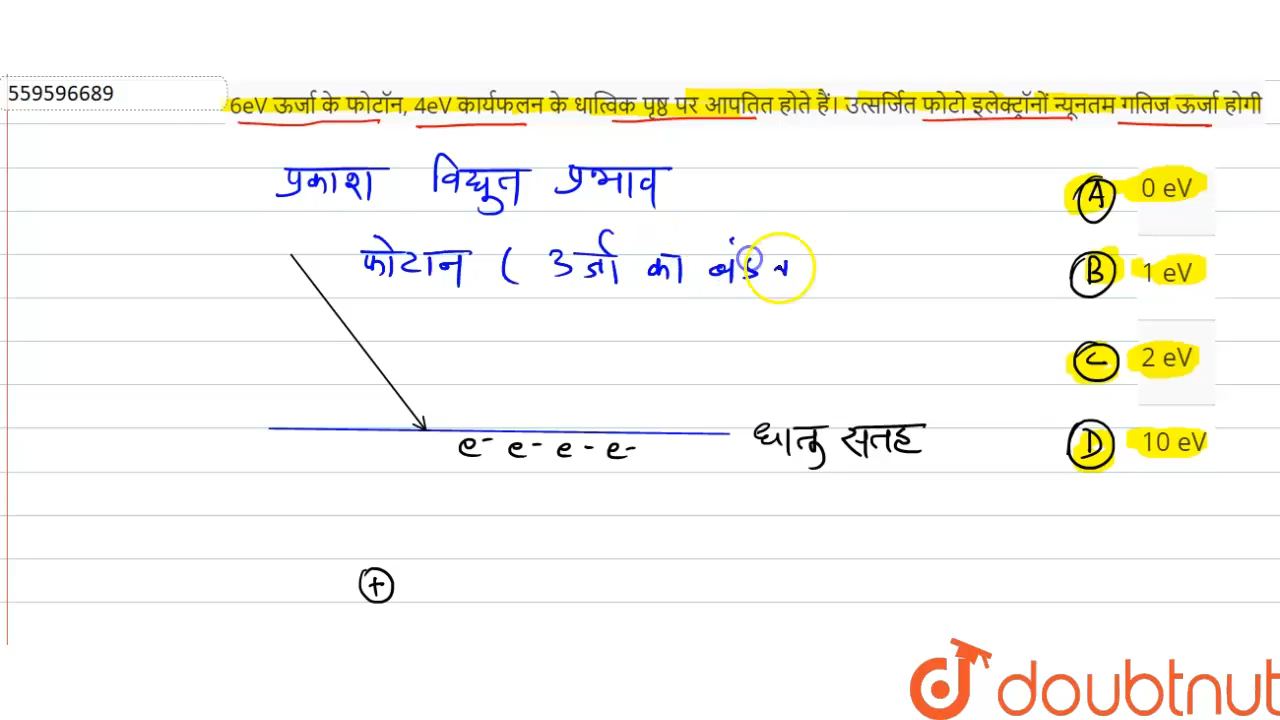 559596689
6eV ऊर्जा के फोटॉन, 4eV कार्यफलन के धात्विक पृष्ठ पर आपतित होते हैं। उत्सर्जित फोटो इलेक्ट्रॉनों न्यूनतम गतिज ऊर्जा होगी
प्रकाश विद्युत प्रभाव
A 0 eV
फोटान ( ऊर्जा का
B 1 eV
C 2 eV
e- e- e- e- धातु सतह
D 10 eV
+
doubtnut